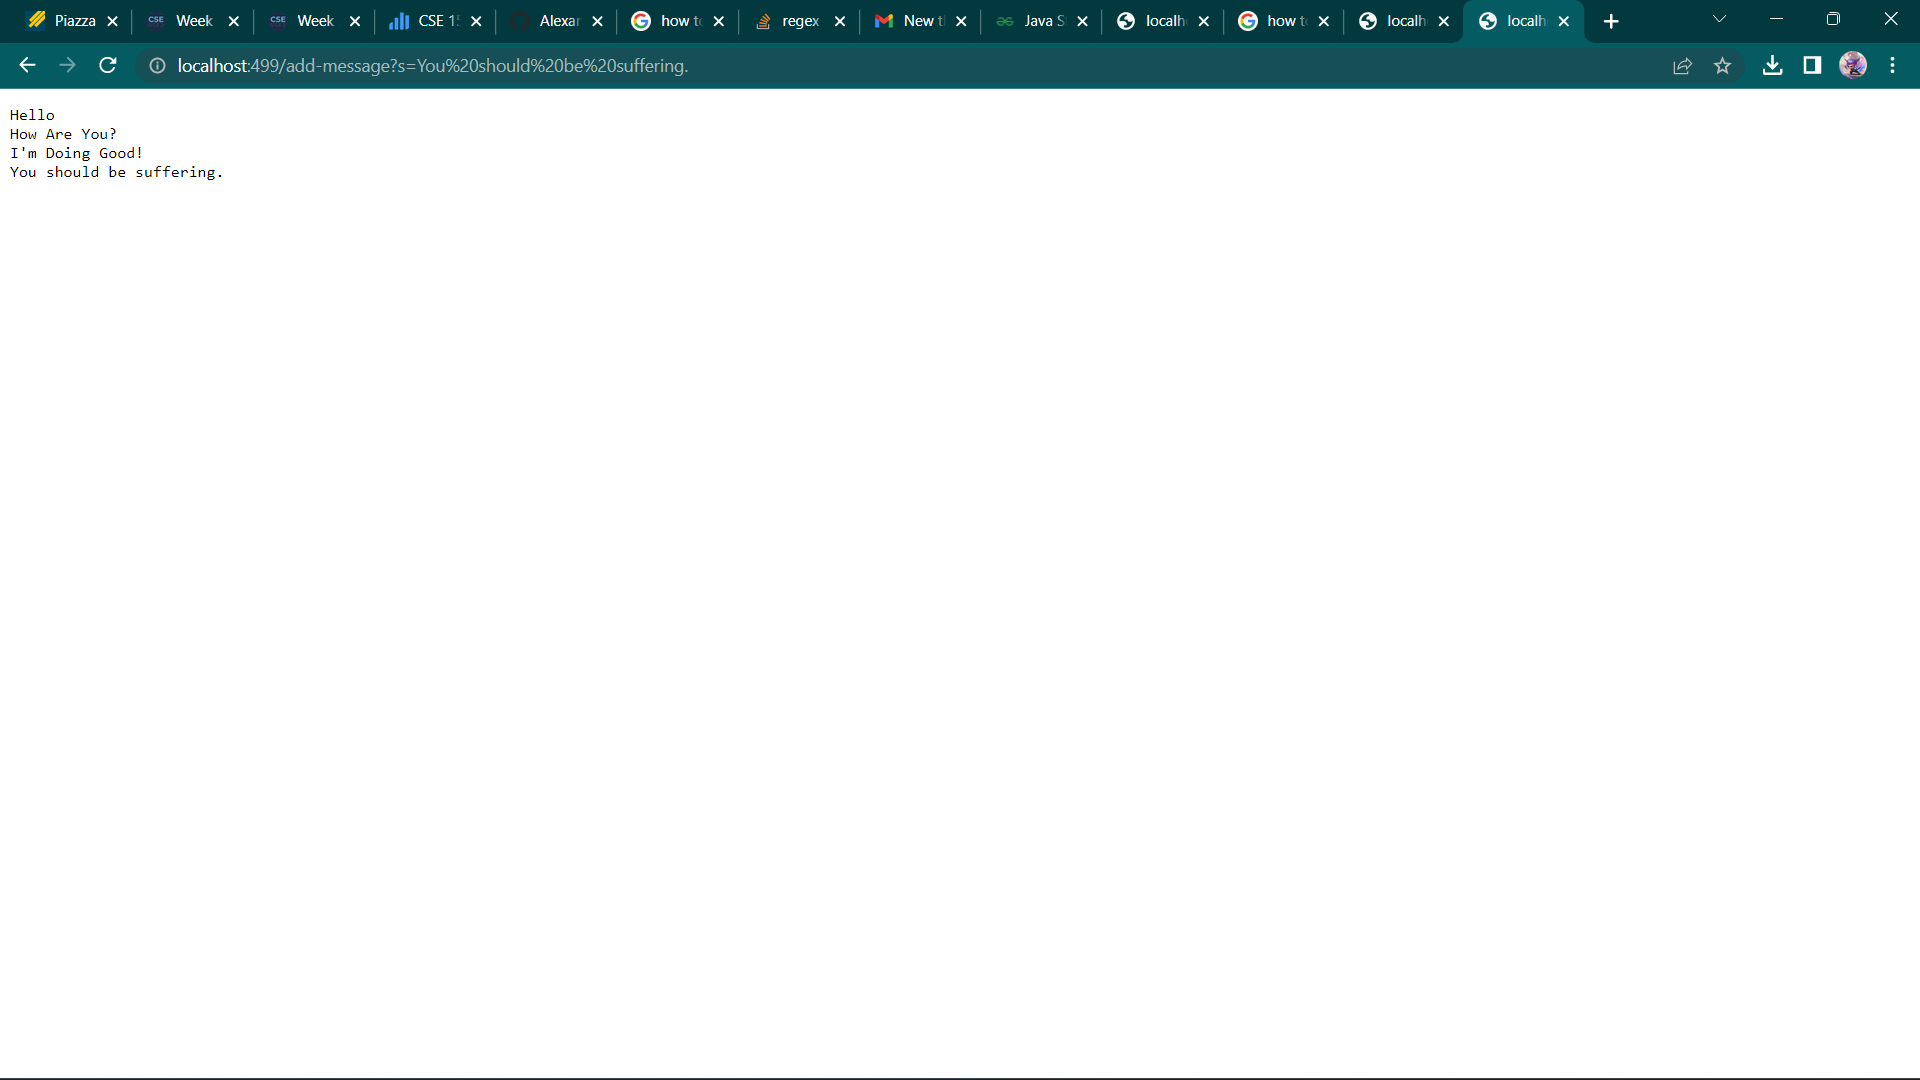 Piazza
CSE Week
CSE Week
CSE 1
Alexar
how to
regex
New t
Java S
localh
how to
localh
localh
localhost:499/add-message?s=You%20should%20be%20suffering.
Hello
How Are You?
I'm Doing Good!
You should be suffering.